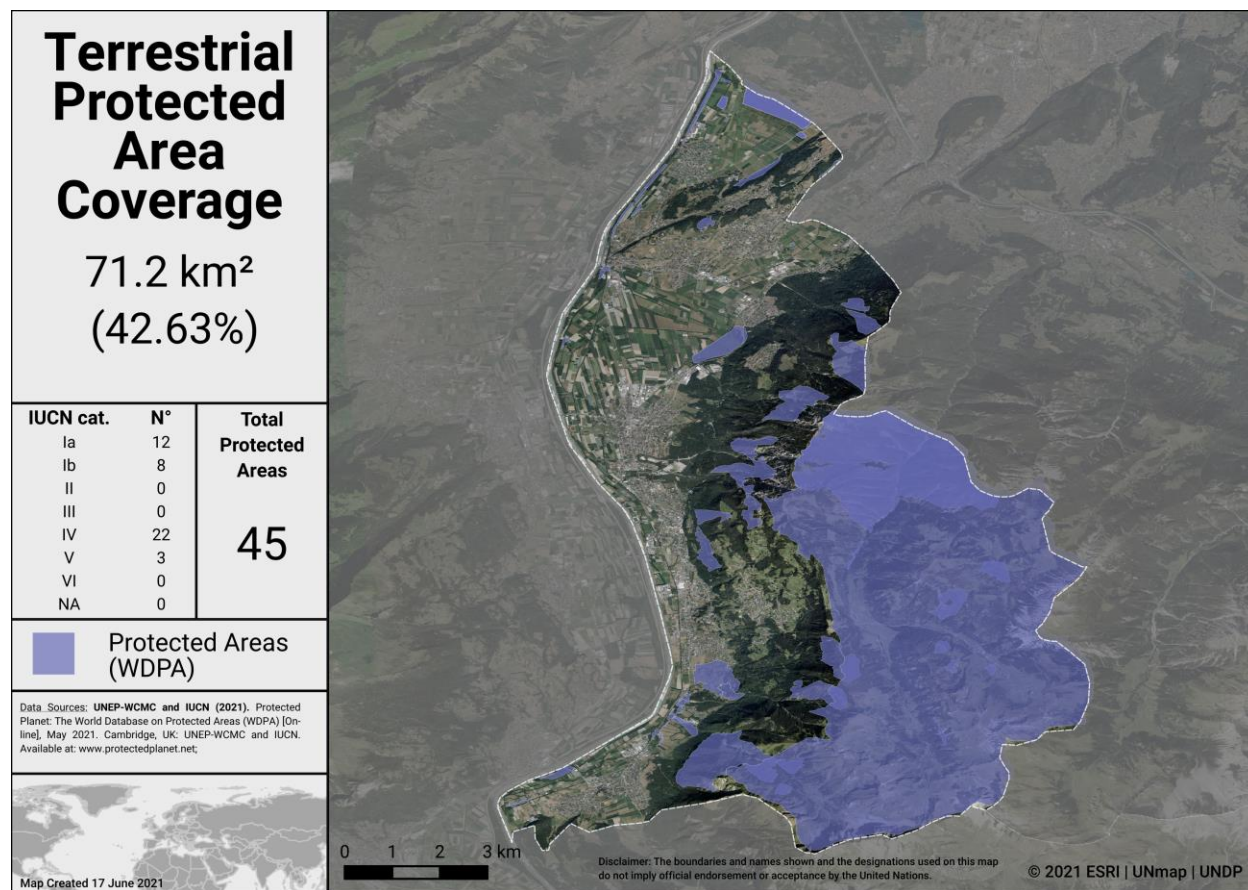 Terrestrial
Protected
Area
Coverage
71.2 km²
(42.63%)
IUCN cat. N°
Ia 12
Ib 8
II 0
III 0
IV 22
V 3
VI 0
NA 0
Total
Protected
Areas
45
Protected Areas
(WDPA)
Data Sources: UNEP-WCMC and IUCN (2021). Protected
Planet: The World Database on Protected Areas (WDPA) [On-
line], May 2021. Cambridge, UK: UNEP-WCMC and IUCN.
Available at: www.protectedplanet.net;
Map Created 17 June 2021
0 1 2 3 km
Disclaimer: The boundaries and names shown and the designations used on this map
do not imply official endorsement or acceptance by the United Nations.
© 2021 ESRI | UNmap | UNDP